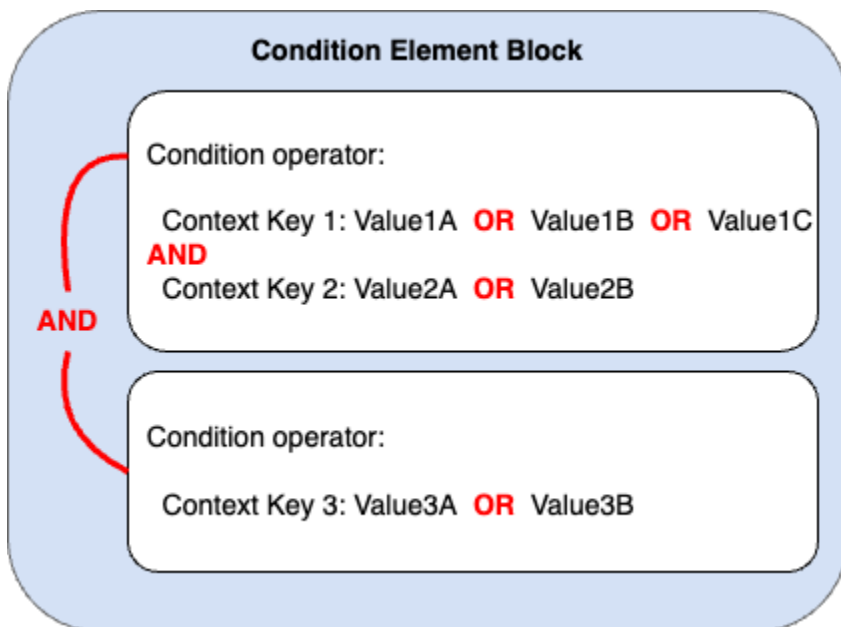 Condition Element Block
Condition operator:
Context Key 1: Value1A OR Value1B OR Value1C
AND
Context Key 2: Value2A OR Value2B
AND
Condition operator:
Context Key 3: Value3A OR Value3B